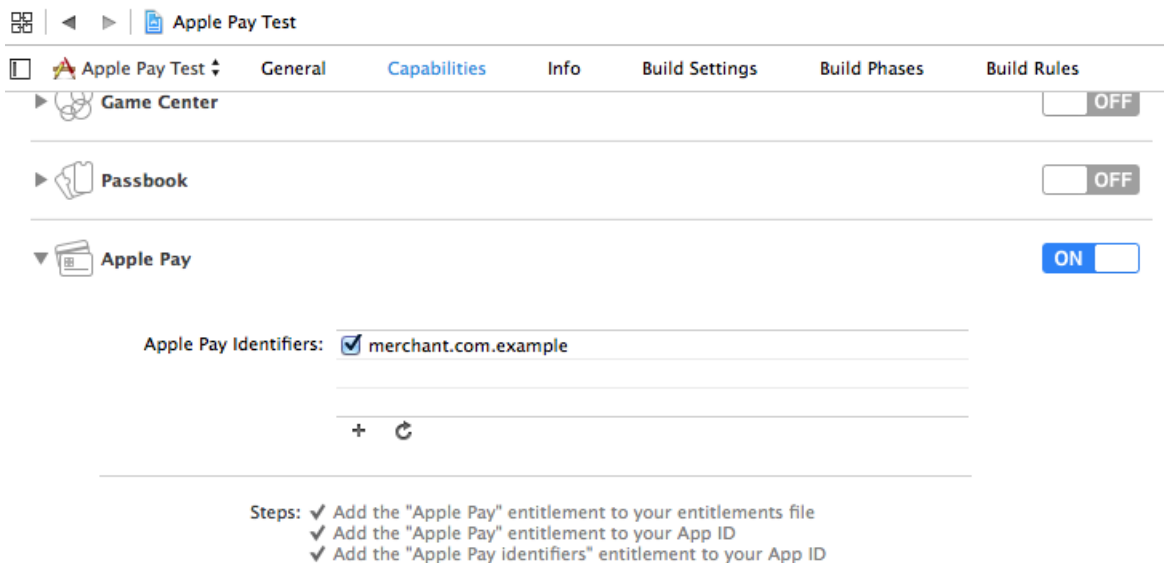 Apple Pay Test
Apple Pay Test General Capabilities Info Build Settings Build Phases Build Rules
Game Center OFF
Passbook OFF
Apple Pay ON
Apple Pay Identifiers: merchant.com.example
+
Steps: ✓ Add the "Apple Pay" entitlement to your entitlements file
✓ Add the "Apple Pay" entitlement to your App ID
✓ Add the "Apple Pay identifiers" entitlement to your App ID